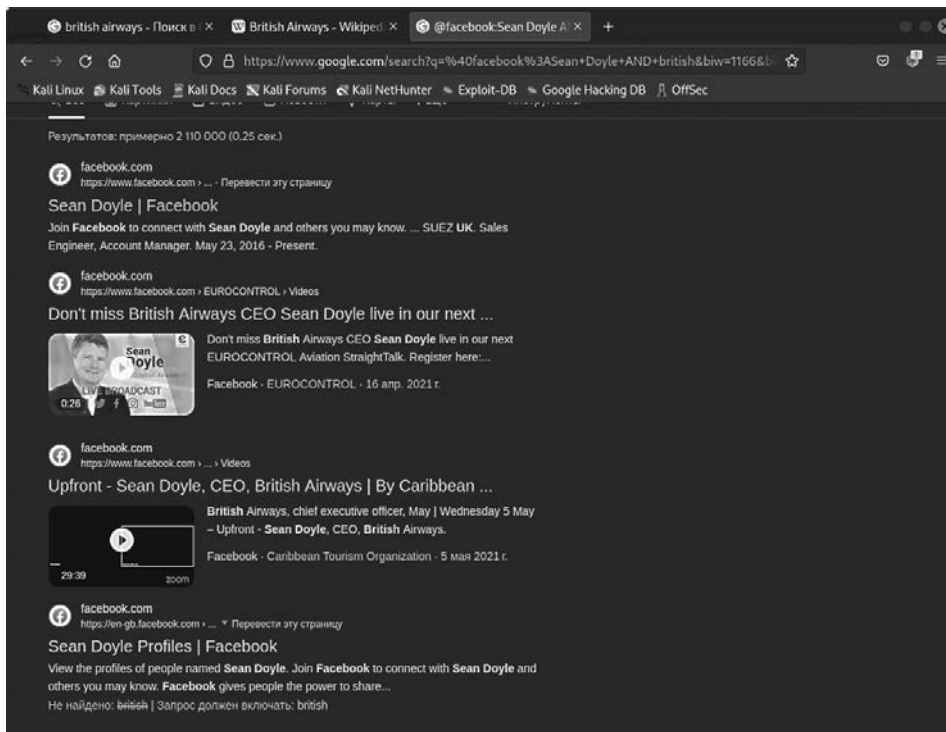 british airways - Поиск в
British Airways - Wikiped
@facebook:Sean Doyle A
https://www.google.com/search?q=%40facebook%3ASean+Doyle+AND+british&biw=1166&b
Kali Linux Kali Tools Kali Docs Kali Forums Kali NetHunter Exploit-DB Google Hacking DB OffSec
Результатов: примерно 2 110 000 (0,25 сек.)
facebook.com
https://www.facebook.com › ... · Перевести эту страницу
Sean Doyle | Facebook
Join Facebook to connect with Sean Doyle and others you may know. ... SUEZ UK. Sales
Engineer, Account Manager. May 23, 2016 - Present.
facebook.com
https://www.facebook.com › EUROCONTROL › Videos
Don't miss British Airways CEO Sean Doyle live in our next ...
Sean
Doyle
LIVE BROADCAST
0:26
Don't miss British Airways CEO Sean Doyle live in our next
EUROCONTROL Aviation StraightTalk. Register here:...
Facebook · EUROCONTROL · 16 апр. 2021 г.
facebook.com
https://www.facebook.com › ... › Videos
Upfront - Sean Doyle, CEO, British Airways | By Caribbean ...
29:39
zoom
British Airways, chief executive officer, May | Wednesday 5 May
– Upfront - Sean Doyle, CEO, British Airways.
Facebook · Caribbean Tourism Organization · 5 мая 2021 г.
facebook.com
https://en-gb.facebook.com › ... Перевести эту страницу
Sean Doyle Profiles | Facebook
View the profiles of people named Sean Doyle. Join Facebook to connect with Sean Doyle and
others you may know. Facebook gives people the power to share...
Не найдено: british | Запрос должен включать: british